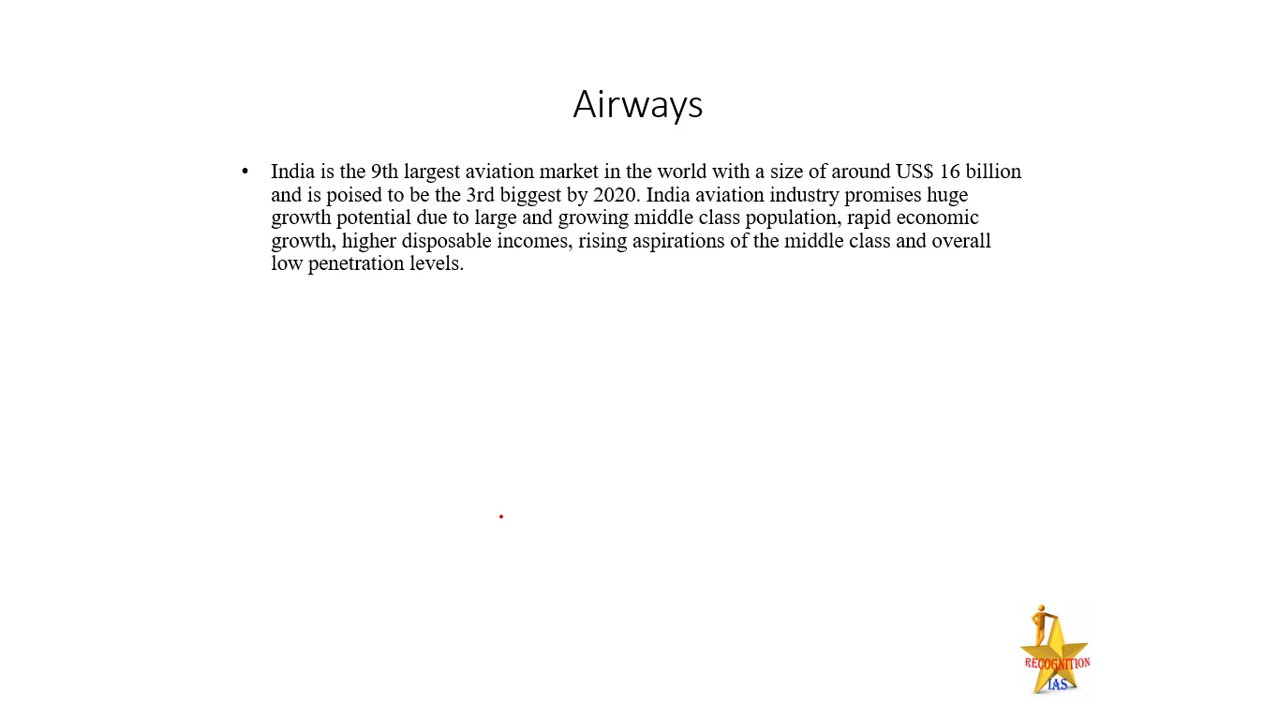 Airways
• India is the 9th largest aviation market in the world with a size of around US$ 16 billion
and is poised to be the 3rd biggest by 2020. India aviation industry promises huge
growth potential due to large and growing middle class population, rapid economic
growth, higher disposable incomes, rising aspirations of the middle class and overall
low penetration levels.
RECOGNITION
IAS